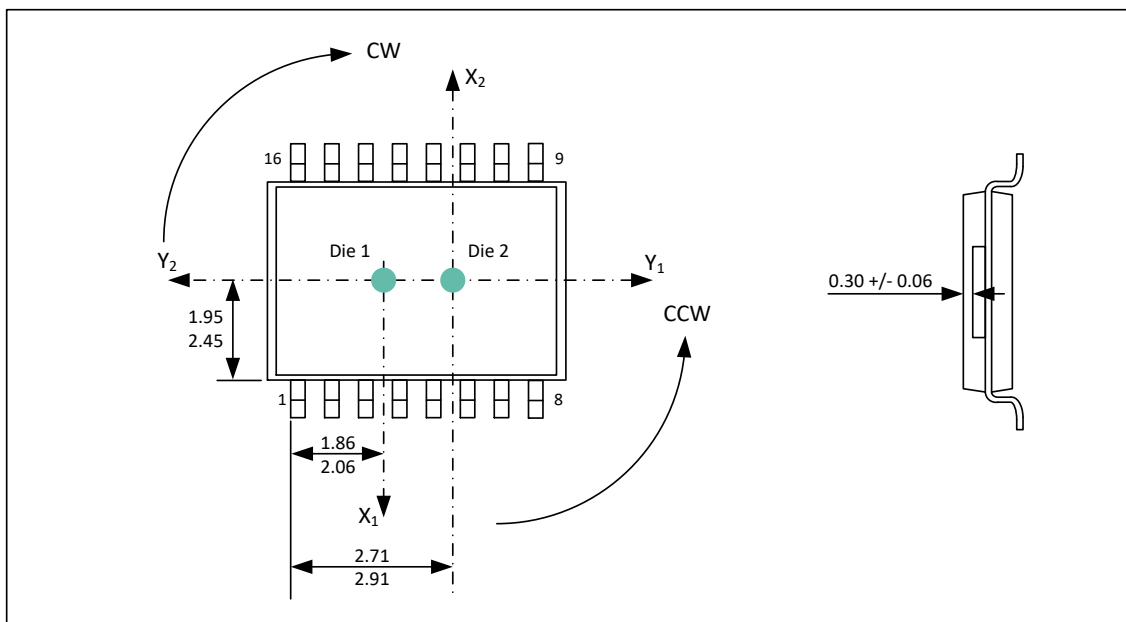 CW
X₂
16
9
Die 1
Die 2
Y₂
Y₁
0.30 +/- 0.06
1.95
2.45
CCW
1
8
1.86
2.06
X₁
2.71
2.91